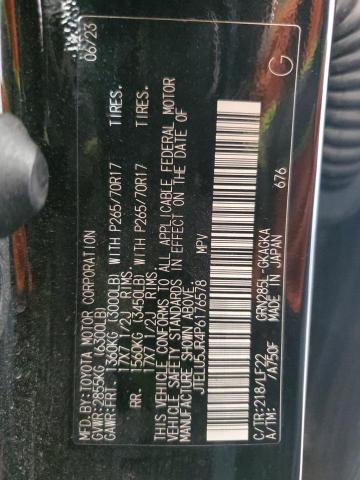 MFD. BY:TOYOTA MOTOR CORPORATION 06/23
GVWR: 2855KG (6300LB)
GAWR:FRT. 1360KG (3000LB) WITH P265/70R17 TIRES.
17X7 1/2J RIMS.
RR. 1560KG (3450LB) WITH P265/70R17 TIRES.
17X7 1/2J RIMS.
THIS VEHICLE CONFORMS TO ALL APPLICABLE FEDERAL MOTOR
VEHICLE SAFETY STANDARDS IN EFFECT ON THE DATE OF
MANUFACTURE SHOWN ABOVE.
JTEEU5JR4P6176578 MPV
C/TR:218/LF22 GRN285L-GKAGKA
A/TM: /A750F MADE IN JAPAN 676
G